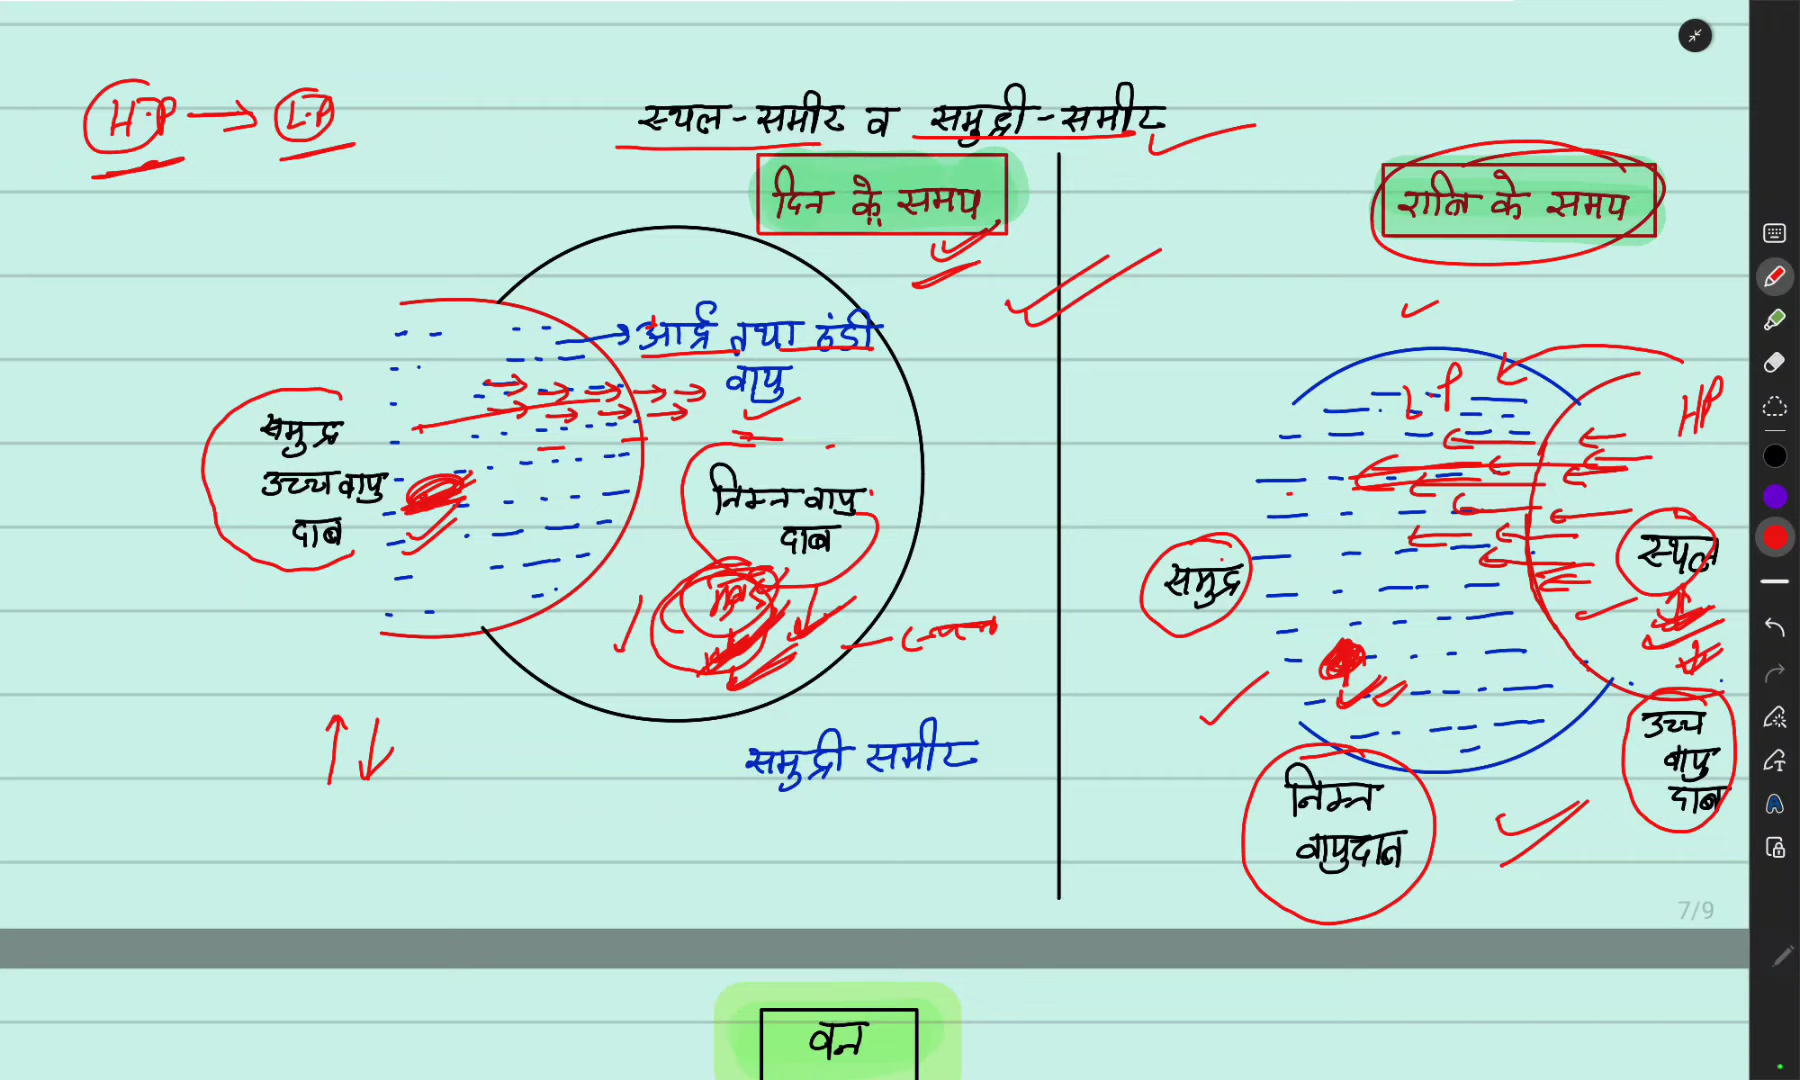 H.P → L.P
स्थल-समीर व समुद्री-समीर
दिन के समय
रात्रि के समय
आर्द्र तथा ठंडी
वायु
समुद्र
उच्च वायु
दाब
निम्न वायु
दाब
समुद्री समीर
L.P
HP
समुद्र
स्थल
उच्च
वायु
दाब
निम्न
वायुदाब
7/9
वन